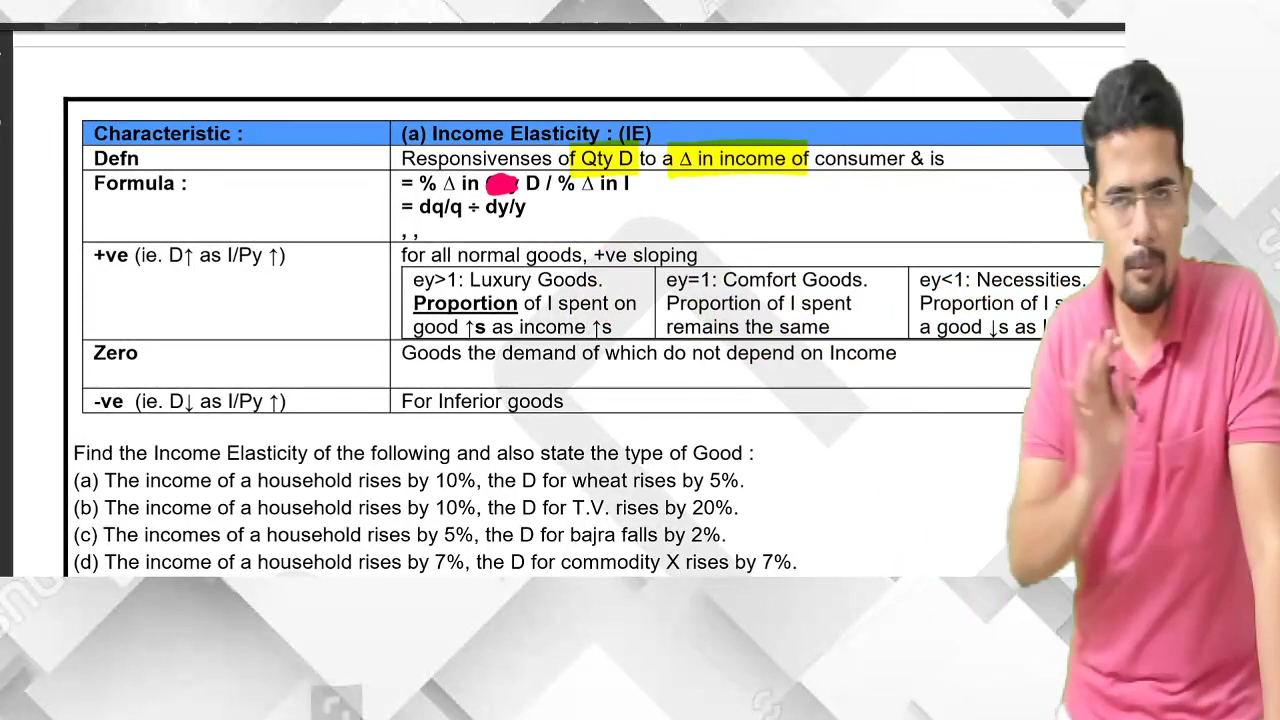 Characteristic : (a) Income Elasticity : (IE)
Defn Responsivenses of Qty D to a Δ in income of consumer & is
Formula : = % Δ in D / % Δ in I
= dq/q ÷ dy/y
, ,
+ve (ie. D↑ as I/Py ↑) for all normal goods, +ve sloping
ey>1: Luxury Goods. ey=1: Comfort Goods. ey<1: Necessities.
Proportion of I spent on Proportion of I spent Proportion of I
good ↑s as income ↑s remains the same a good ↓s as
Zero Goods the demand of which do not depend on Income
-ve (ie. D↓ as I/Py ↑) For Inferior goods
Find the Income Elasticity of the following and also state the type of Good :
(a) The income of a household rises by 10%, the D for wheat rises by 5%.
(b) The income of a household rises by 10%, the D for T.V. rises by 20%.
(c) The incomes of a household rises by 5%, the D for bajra falls by 2%.
(d) The income of a household rises by 7%, the D for commodity X rises by 7%.